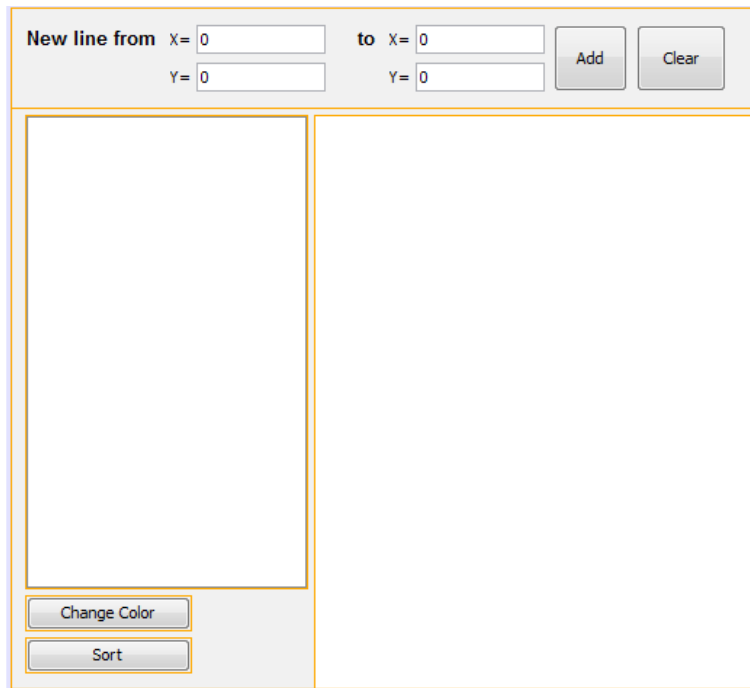 New line from X= 0 to X= 0
Y= 0 Y= 0
Add Clear
Change Color
Sort